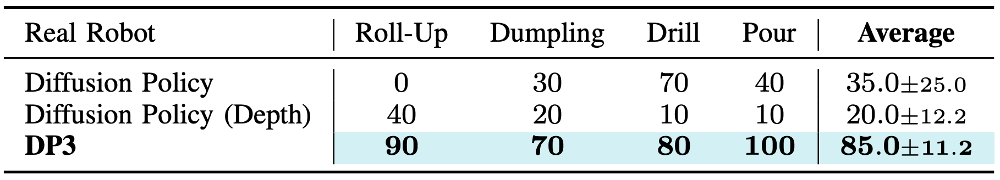 Real Robot Roll-Up Dumpling Drill Pour Average
Diffusion Policy 0 30 70 40 35.0±25.0
Diffusion Policy (Depth) 40 20 10 10 20.0±12.2
DP3 90 70 80 100 85.0±11.2